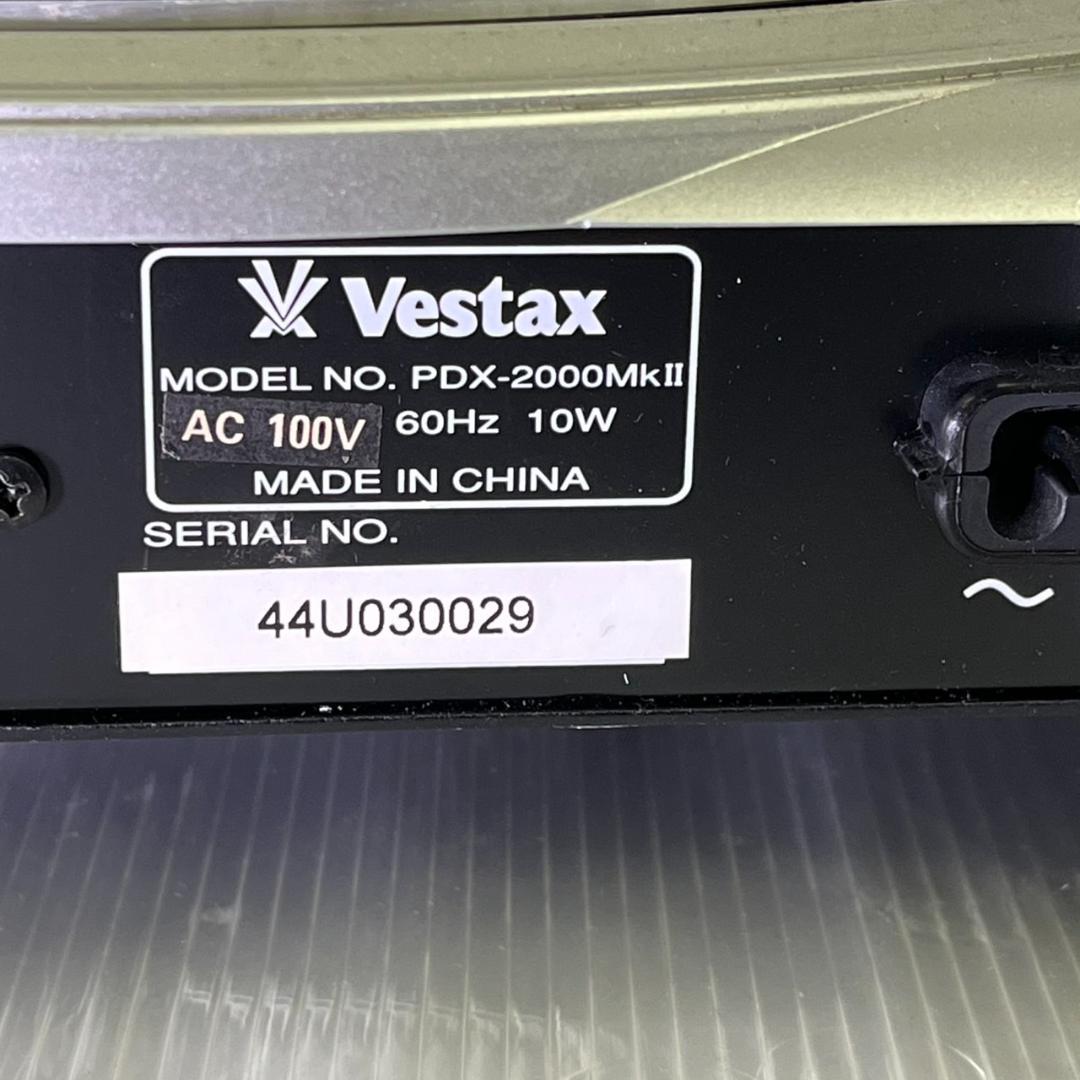 Vestax
MODEL NO. PDX-2000MkII
AC 100V 60Hz 10W
MADE IN CHINA
SERIAL NO.
44U030029
~